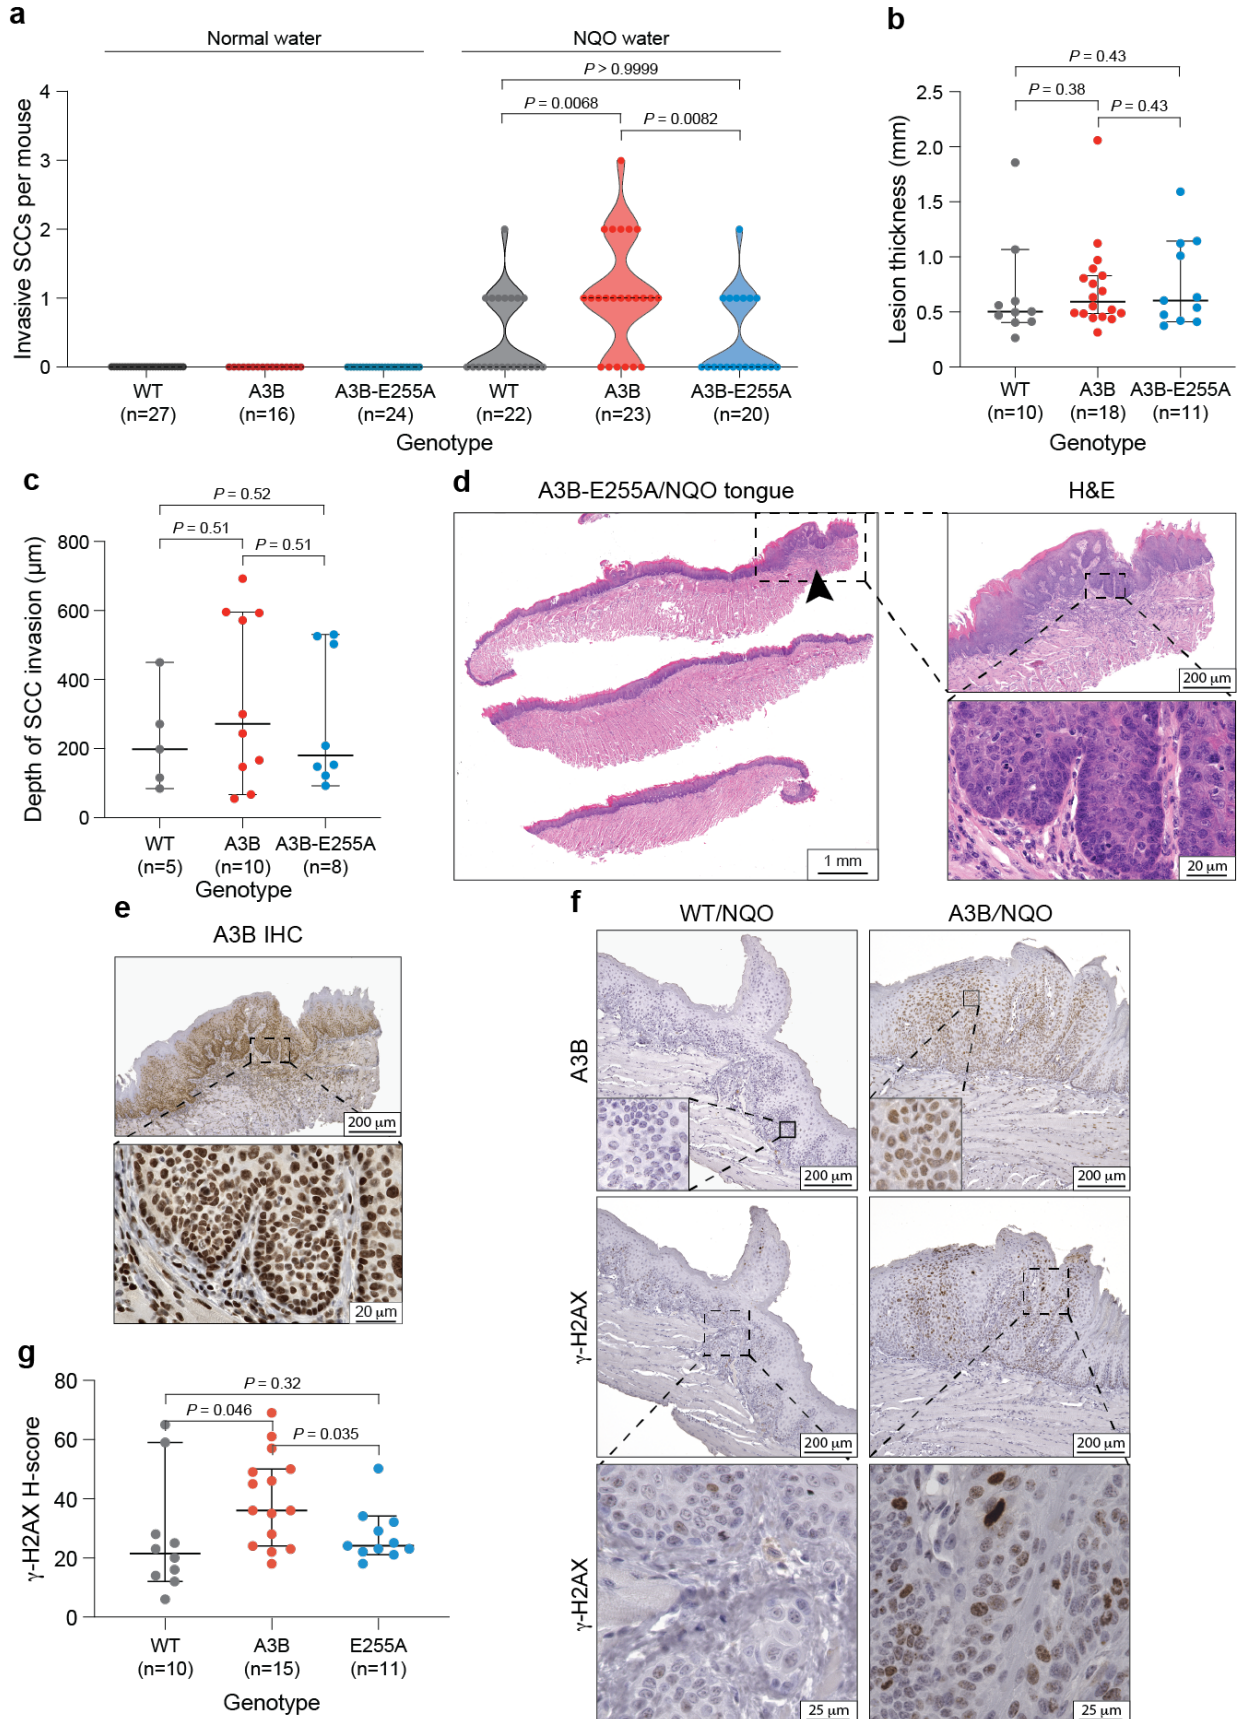 a
Normal water
NQO water
P > 0.9999
P = 0.0068
P = 0.0082
Invasive SCCs per mouse
4
3
2
1
0
WT
(n=27)
A3B
(n=16)
A3B-E255A
(n=24)
WT
(n=22)
A3B
(n=23)
A3B-E255A
(n=20)
Genotype
b
P = 0.43
P = 0.38
P = 0.43
Lesion thickness (mm)
2.5
2.0
1.5
1.0
0.5
0
WT
(n=10)
A3B
(n=18)
A3B-E255A
(n=11)
Genotype
c
P = 0.52
P = 0.51
P = 0.51
Depth of SCC invasion (μm)
800
600
400
200
0
WT
(n=5)
A3B
(n=10)
A3B-E255A
(n=8)
Genotype
d
A3B-E255A/NQO tongue
H&E
1 mm
200 μm
20 μm
e
A3B IHC
200 μm
20 μm
f
WT/NQO
A3B/NQO
A3B
200 μm
200 μm
γ-H2AX
200 μm
200 μm
γ-H2AX
25 μm
25 μm
g
P = 0.32
P = 0.046
P = 0.035
γ-H2AX H-score
80
60
40
20
0
WT
(n=10)
A3B
(n=15)
E255A
(n=11)
Genotype